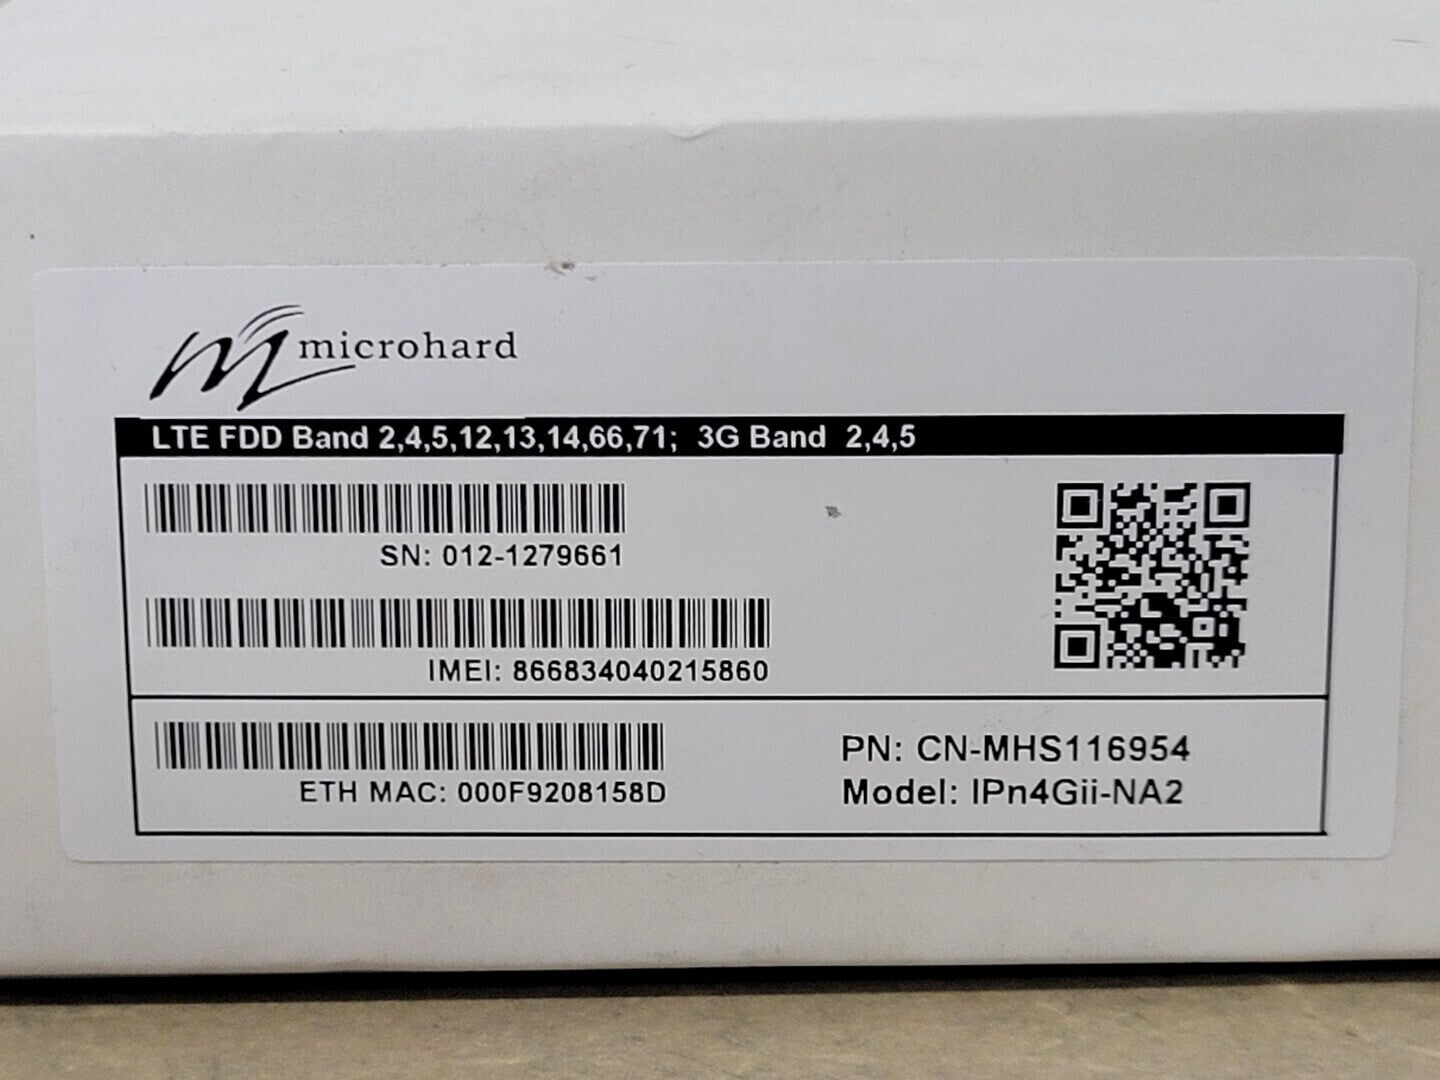 microhard
LTE FDD Band 2,4,5,12,13,14,66,71; 3G Band 2,4,5
SN: 012-1279661
IMEI: 866834040215860
ETH MAC: 000F9208158D
PN: CN-MHS116954
Model: IPn4Gii-NA2